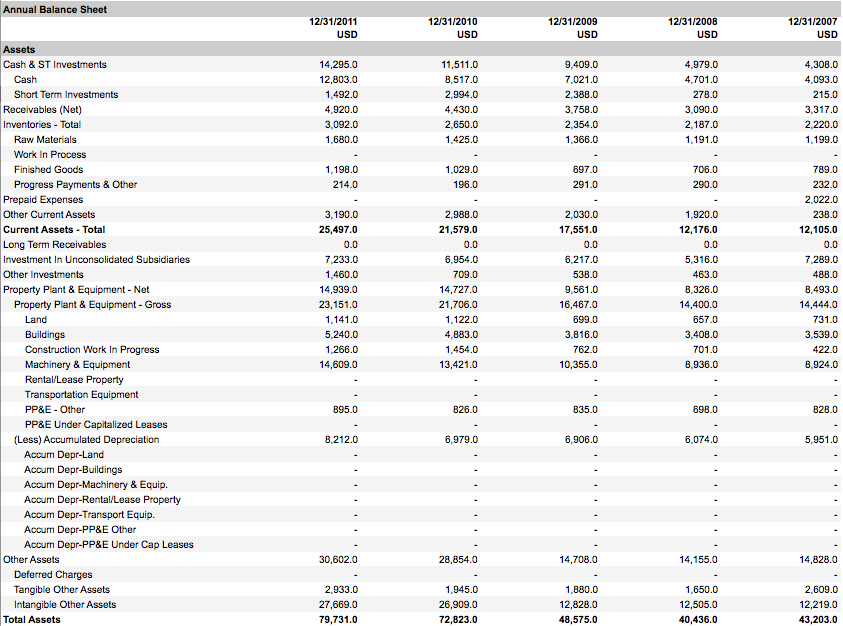 Annual Balance Sheet
12/31/2011 12/31/2010 12/31/2009 12/31/2008 12/31/2007
USD USD USD USD USD
Assets
Cash & ST Investments 14,295.0 11,511.0 9,409.0 4,979.0 4,308.0
Cash 12,803.0 8,517.0 7,021.0 4,701.0 4,093.0
Short Term Investments 1,492.0 2,994.0 2,388.0 278.0 215.0
Receivables (Net) 4,920.0 4,430.0 3,758.0 3,090.0 3,317.0
Inventories - Total 3,092.0 2,650.0 2,354.0 2,187.0 2,220.0
Raw Materials 1,680.0 1,425.0 1,366.0 1,191.0 1,199.0
Work In Process - - - - -
Finished Goods 1,198.0 1,029.0 697.0 706.0 789.0
Progress Payments & Other 214.0 196.0 291.0 290.0 232.0
Prepaid Expenses - - - - 2,022.0
Other Current Assets 3,190.0 2,988.0 2,030.0 1,920.0 238.0
Current Assets - Total 25,497.0 21,579.0 17,551.0 12,176.0 12,105.0
Long Term Receivables 0.0 0.0 0.0 0.0 0.0
Investment In Unconsolidated Subsidiaries 7,233.0 6,954.0 6,217.0 5,316.0 7,289.0
Other Investments 1,460.0 709.0 538.0 463.0 488.0
Property Plant & Equipment - Net 14,939.0 14,727.0 9,561.0 8,326.0 8,493.0
Property Plant & Equipment - Gross 23,151.0 21,706.0 16,467.0 14,400.0 14,444.0
Land 1,141.0 1,122.0 699.0 657.0 731.0
Buildings 5,240.0 4,883.0 3,816.0 3,408.0 3,539.0
Construction Work In Progress 1,266.0 1,454.0 762.0 701.0 422.0
Machinery & Equipment 14,609.0 13,421.0 10,355.0 8,936.0 8,924.0
Rental/Lease Property - - - - -
Transportation Equipment - - - - -
PP&E - Other 895.0 826.0 835.0 698.0 828.0
PP&E Under Capitalized Leases - - - - -
(Less) Accumulated Depreciation 8,212.0 6,979.0 6,906.0 6,074.0 5,951.0
Accum Depr-Land - - - - -
Accum Depr-Buildings - - - - -
Accum Depr-Machinery & Equip. - - - - -
Accum Depr-Rental/Lease Property - - - - -
Accum Depr-Transport Equip. - - - - -
Accum Depr-PP&E Other - - - - -
Accum Depr-PP&E Under Cap Leases - - - - -
Other Assets 30,602.0 28,854.0 14,708.0 14,155.0 14,828.0
Deferred Charges - - - - -
Tangible Other Assets 2,933.0 1,945.0 1,880.0 1,650.0 2,609.0
Intangible Other Assets 27,669.0 26,909.0 12,828.0 12,505.0 12,219.0
Total Assets 79,731.0 72,823.0 48,575.0 40,436.0 43,203.0